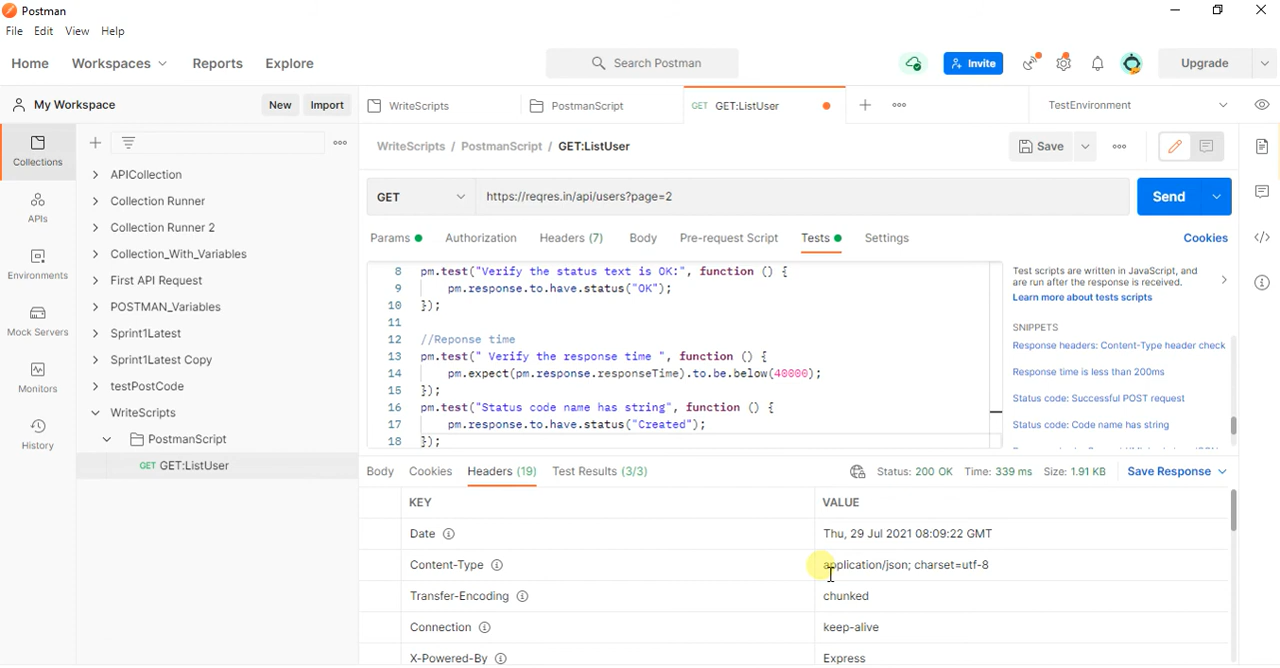 Postman
File Edit View Help
Home Workspaces Reports Explore Search Postman Invite Upgrade
My Workspace New Import
WriteScripts PostmanScript GET GET:ListUser TestEnvironment
Collections
APIs
Environments
Mock Servers
Monitors
History
APICollection
Collection Runner
Collection Runner 2
Collection_With_Variables
First API Request
POSTMAN_Variables
Sprint1Latest
Sprint1Latest Copy
testPostCode
WriteScripts
PostmanScript
GET GET:ListUser
WriteScripts / PostmanScript / GET:ListUser Save
GET https://reqres.in/api/users?page=2 Send
Params Authorization Headers (7) Body Pre-request Script Tests Settings Cookies
8 pm.test("Verify the status text is OK:", function () {
9 pm.response.to.have.status("OK");
10 });
11
12 //Reponse time
13 pm.test(" Verify the response time ", function () {
14 pm.expect(pm.response.responseTime).to.be.below(40000);
15 });
16 pm.test("Status code name has string", function () {
17 pm.response.to.have.status("Created");
18 });
Test scripts are written in JavaScript, and
are run after the response is received.
Learn more about tests scripts
SNIPPETS
Response headers: Content-Type header check
Response time is less than 200ms
Status code: Successful POST request
Status code: Code name has string
Body Cookies Headers (19) Test Results (3/3) Status: 200 OK Time: 339 ms Size: 1.91 KB Save Response
KEY VALUE
Date Thu, 29 Jul 2021 08:09:22 GMT
Content-Type application/json; charset=utf-8
Transfer-Encoding chunked
Connection keep-alive
X-Powered-By Express